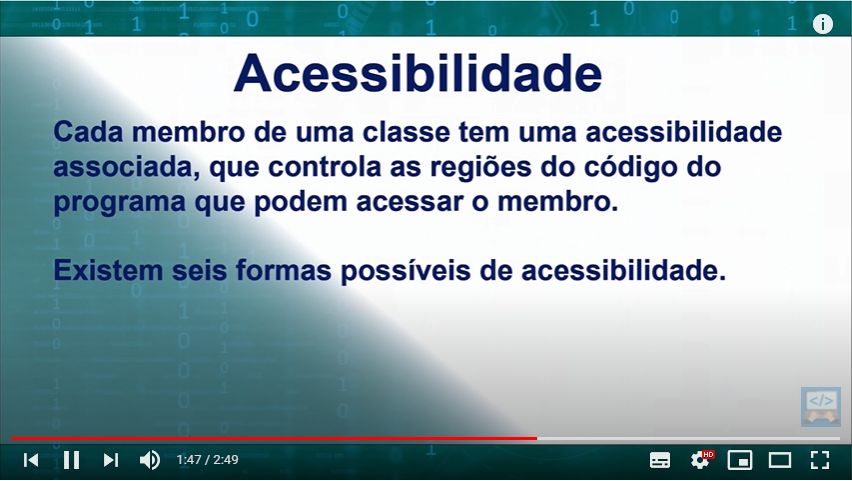 Acessibilidade
Cada membro de uma classe tem uma acessibilidade
associada, que controla as regiões do código do
programa que podem acessar o membro.
Existem seis formas possíveis de acessibilidade.
</>
1:47 / 2:49
HD